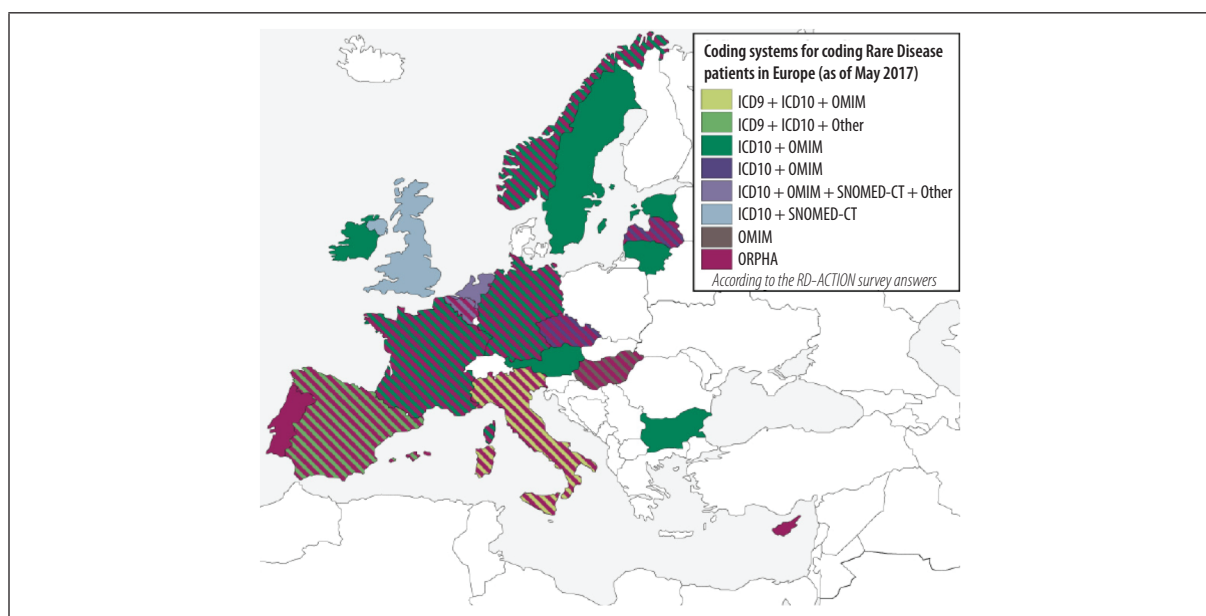 Coding systems for coding Rare Disease
patients in Europe (as of May 2017)
ICD9 + ICD10 + OMIM
ICD9 + ICD10 + Other
ICD10 + OMIM
ICD10 + OMIM
ICD10 + OMIM + SNOMED-CT + Other
ICD10 + SNOMED-CT
OMIM
ORPHA
According to the RD-ACTION survey answers